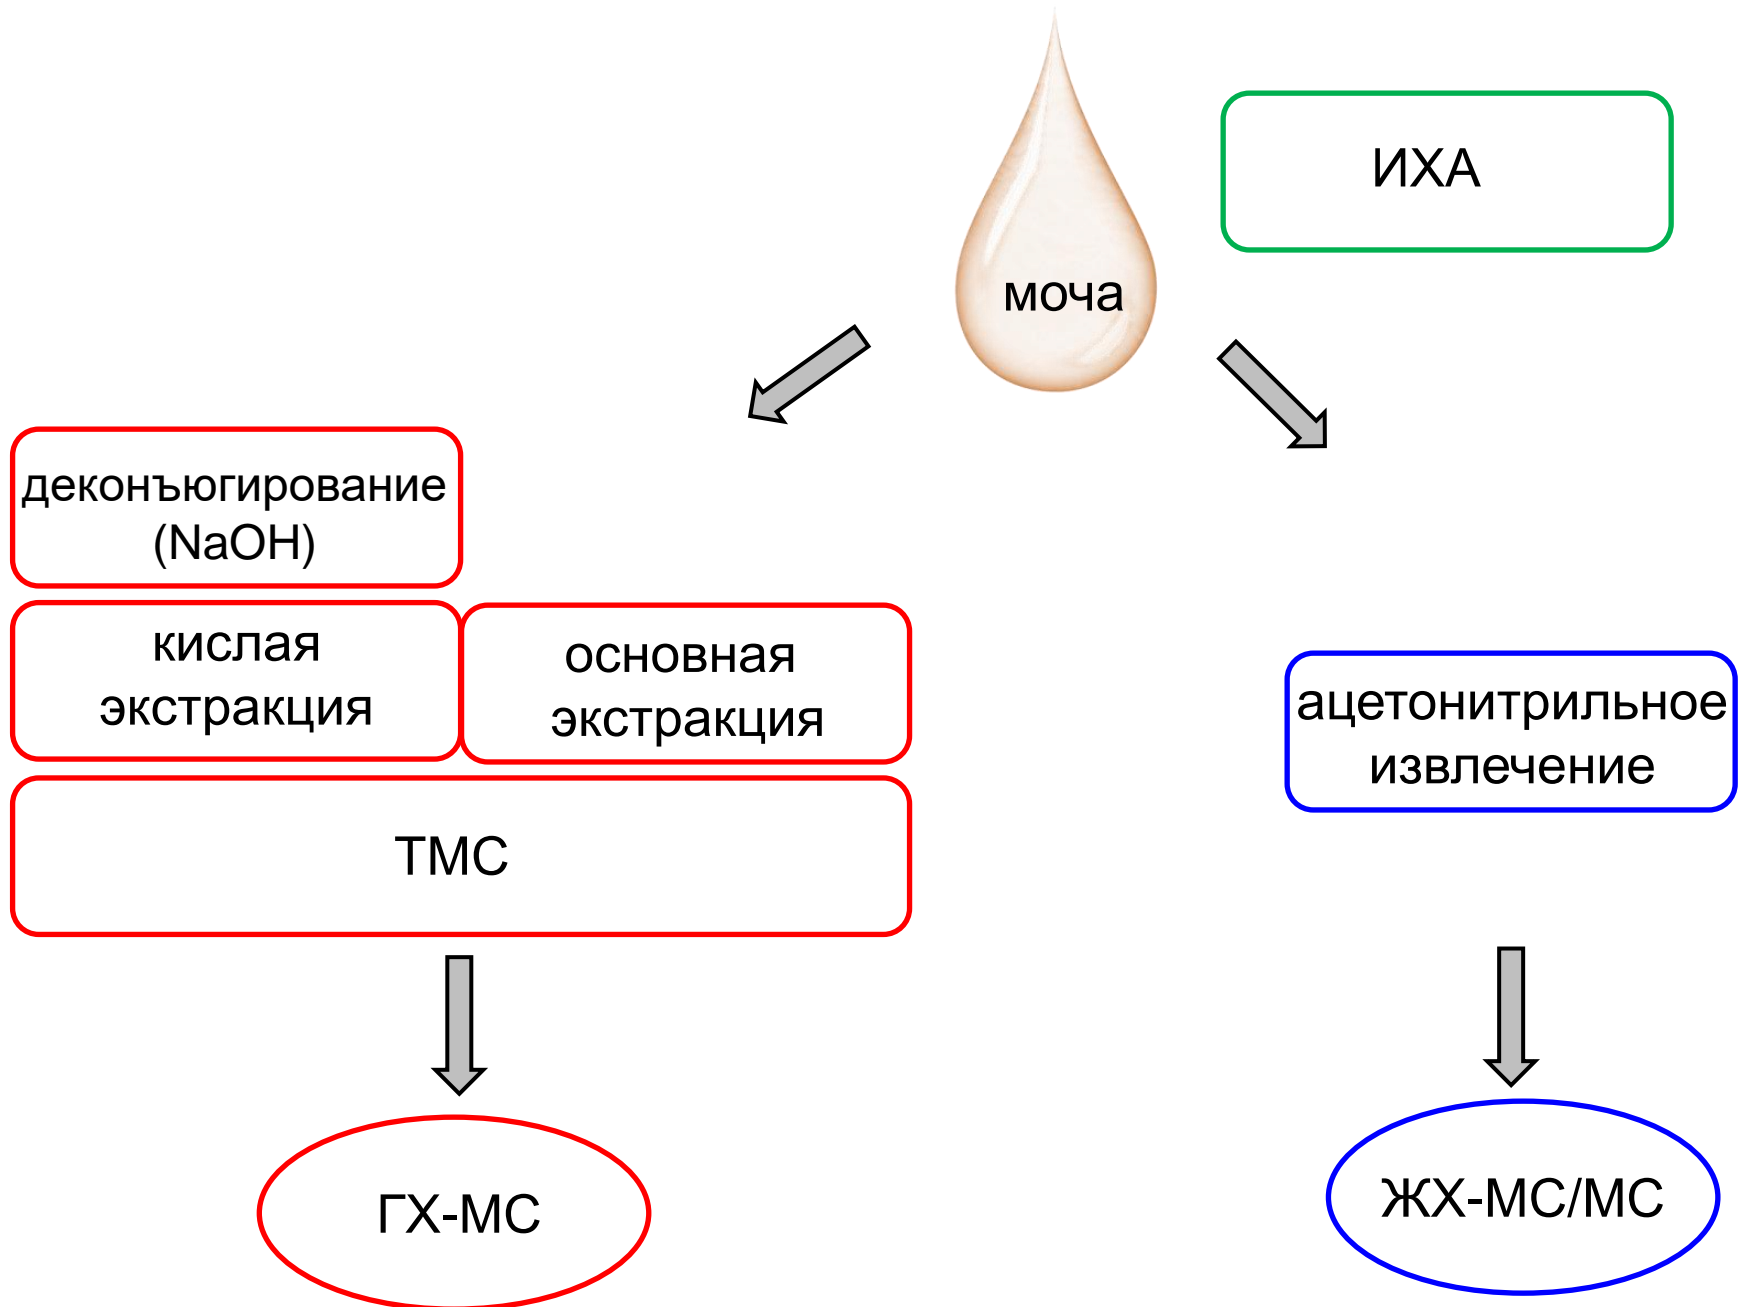 ИХА
моча
деконъюгирование
(NaOH)
кислая
экстракция
основная
экстракция
ТМС
ГХ-МС
ацетонитрильное
извлечение
ЖХ-МС/МС